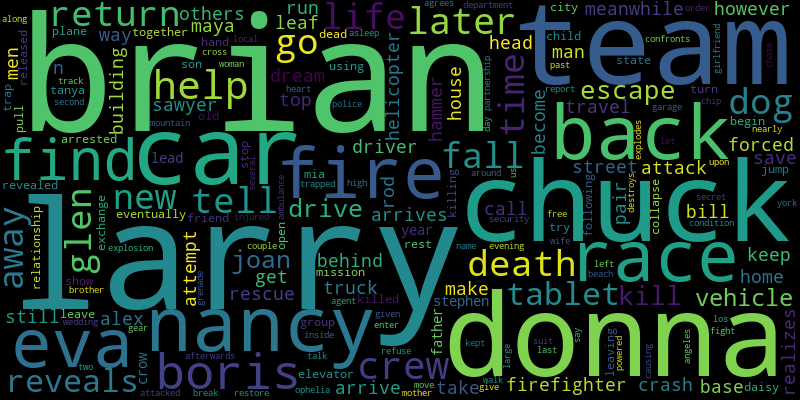 brian
team
larry
chuck
donna
nancy
fire
car
back
race
eva
boris
crew
find
return
life
later
go
help
time
escape
dog
fall
tell
new
away
glen
drive
death
tablet
kill
vehicle
reveals
firefighter
crash
base
arrive
take
truck
joan
behind
rescue
attempt
get
make
bill
keep
home
save
forced
attack
street
pair
call
arrives
driver
rod
house
hammer
helicopter
become
travel
building
sawyer
son
dream
top
head
man
men
way
others
maya
leaf
run
meanwhile
however
city
realizes
still
leave
alex
father
year
rest
mission
group
elevator
crow
stephen
jump
begin
lead
friend
eventually
relationship
exchange
explosion
revealed
arrested
tanya
track
second
plane
along
together
hand
local
cross
dead
asleep
using
woman
police
heart
mountain
old
stop
several
ambulance
injured
mia
trapped
high
open
couple
killed
killing
agent
given
enter
inside
talk
refuse
grenade
gear
wedding
show
brother
two
attacked
afterwards
break
restore
ophelia
move
mother
give
walk
kept
large
suit
last
say
leaving
powered
causing
los
angeles
fight
daisy
left
beach
free
evening
name
wife
try
security
around
us
following
collapse
destroys
explodes
upon
nearly
let
secret
york
condition
chip
turn
report
garage
past
state
child
agrees
department
order
confronts
girlfriend
chase
day partnership
trap
released
pull
n